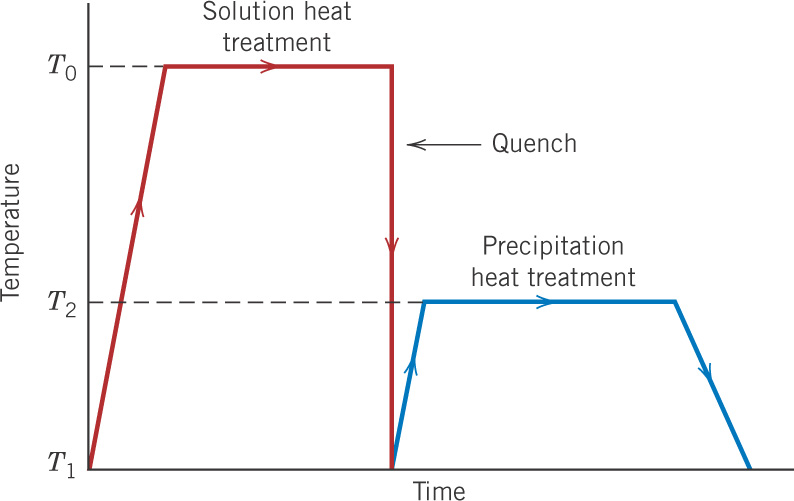 Solution heat
treatment
T0
Quench
Temperature
Precipitation
heat treatment
T2
T1
Time